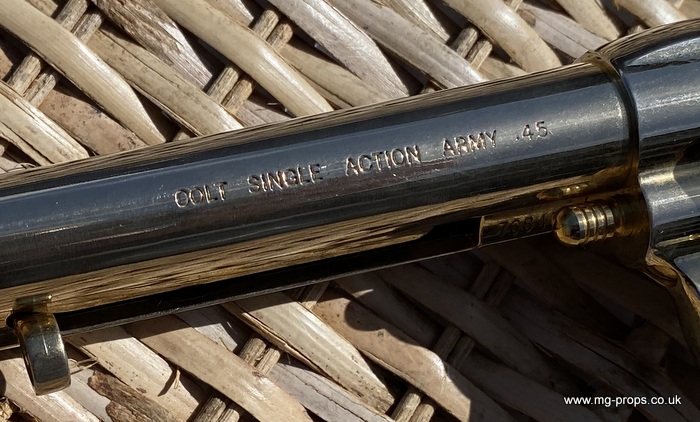 COLT SINGLE ACTION ARMY .45
www.mg-props.co.uk